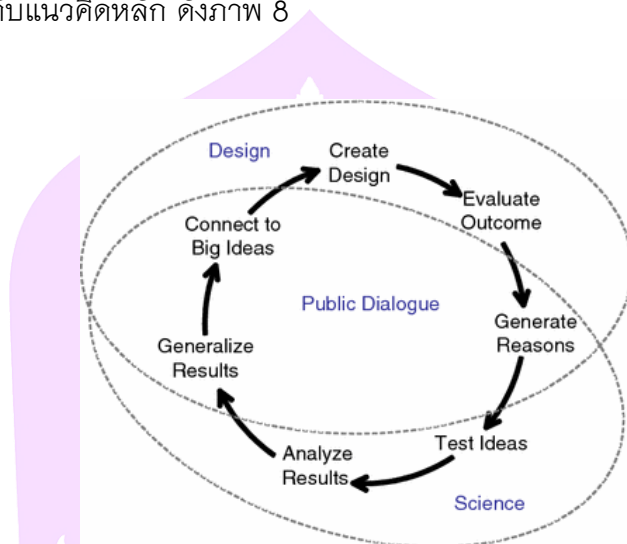 กับแนวคิดหลัก ดังภาพ 8
Design
Create
Design
Evaluate
Outcome
Connect to
Big Ideas
Public Dialogue
Generate
Reasons
Generalize
Results
Test Ideas
Analyze
Results
Science